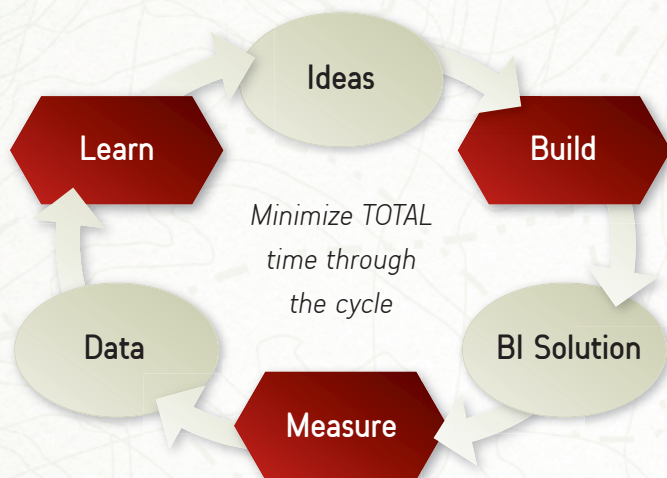 Ideas
Learn
Build
Minimize TOTAL
time through
the cycle
Data
BI Solution
Measure